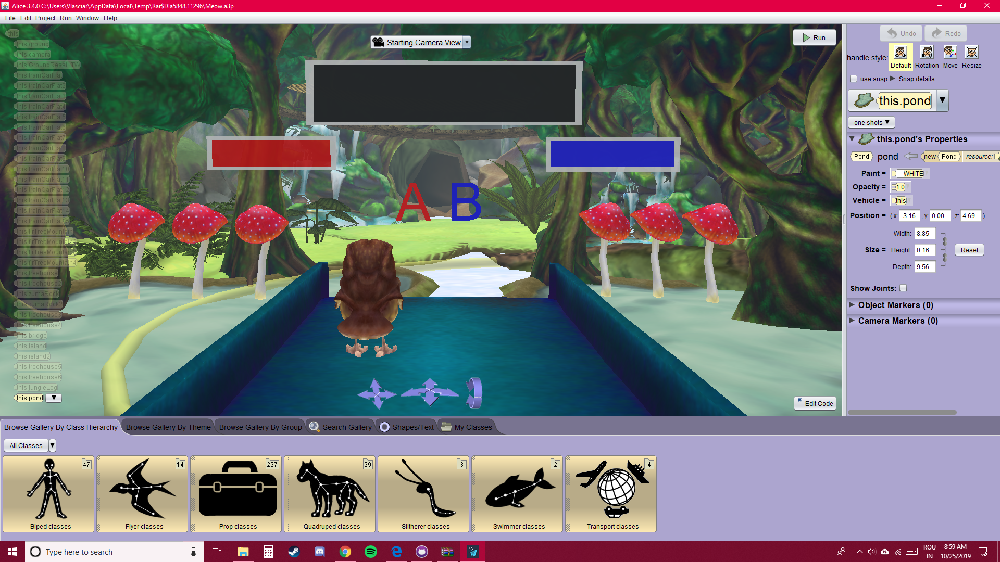 Alice 3.4.0 C:\Users\Vlasciar\AppData\Local\Temp\Rar$DIa5848.11296\Meow.a3p
File Edit Project Run Window Help
this
this.ground
this.camera
this.GroundReset_TW
this.trainCarFlat
this.trainCarFlat2
this.trainCarFlat3
this.trainCarFlat4
this.trainCarFlat5
this.trainCarFlat6
this.trainCarFlat7
this.trainCarFlat8
this.trainCarFlat9
this.trainCarFlat10
this.trainCarFlat11
this.trainCarFlat12
this.trainCarFlat13
this.trainCarFlat14
this.trainCarFlat15
this.firTreeMountain
this.firTreeMountain4
this.treehouse
this.treehouse2
this.zumaRock
this.zumaRock2
this.treehouse3
this.treehouse4
this.bridge
this.island
this.island2
this.treehouse5
this.treehouse6
this.jungleLog
this.pond
Starting Camera View
Run...
A B
Edit Code
Undo Redo
handle style: Default Rotation Move Resize
use snap Snap details
this.pond
one shots
this.pond's Properties
Pond pond new Pond resource:
Paint = WHITE
Opacity = 1.0
Vehicle = this
Position = ( x: -3.16 , y: 0.00 , z: 4.69 )
Width: 8.85
Size = Height: 0.16 Reset
Depth: 9.56
Show Joints:
Object Markers (0)
Camera Markers (0)
Browse Gallery By Class Hierarchy Browse Gallery By Theme Browse Gallery By Group Search Gallery Shapes/Text My Classes
All Classes
47 14 297 39 3 2 4
Biped classes Flyer classes Prop classes Quadruped classes Slitherer classes Swimmer classes Transport classes
Type here to search
ROU 8:59 AM
IN 10/25/2019